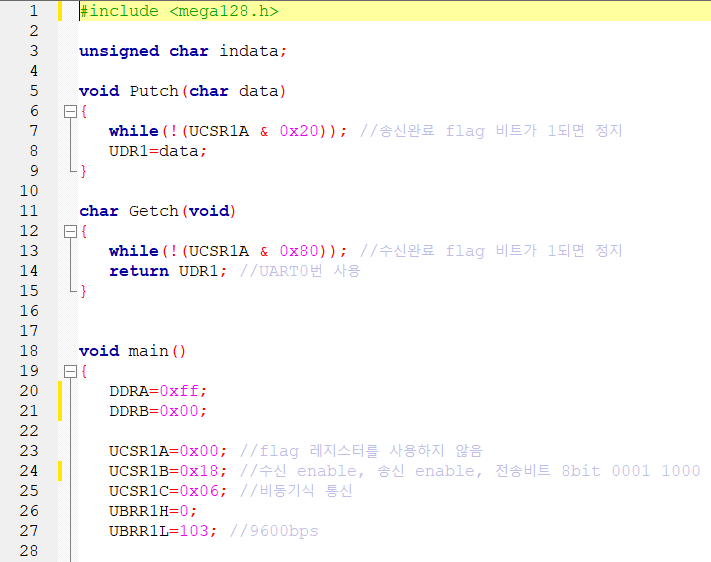 1 #include <mega128.h>
2
3 unsigned char indata;
4
5 void Putch(char data)
6 {
7 while(!(UCSR1A & 0x20)); //송신완료 flag 비트가 1되면 정지
8 UDR1=data;
9 }
10
11 char Getch(void)
12 {
13 while(!(UCSR1A & 0x80)); //수신완료 flag 비트가 1되면 정지
14 return UDR1; //UART0번 사용
15 }
16
17
18 void main()
19 {
20 DDRA=0xff;
21 DDRB=0x00;
22
23 UCSR1A=0x00; //flag 레지스터를 사용하지 않음
24 UCSR1B=0x18; //수신 enable, 송신 enable, 전송비트 8bit 0001 1000
25 UCSR1C=0x06; //비동기식 통신
26 UBRR1H=0;
27 UBRR1L=103; //9600bps
28